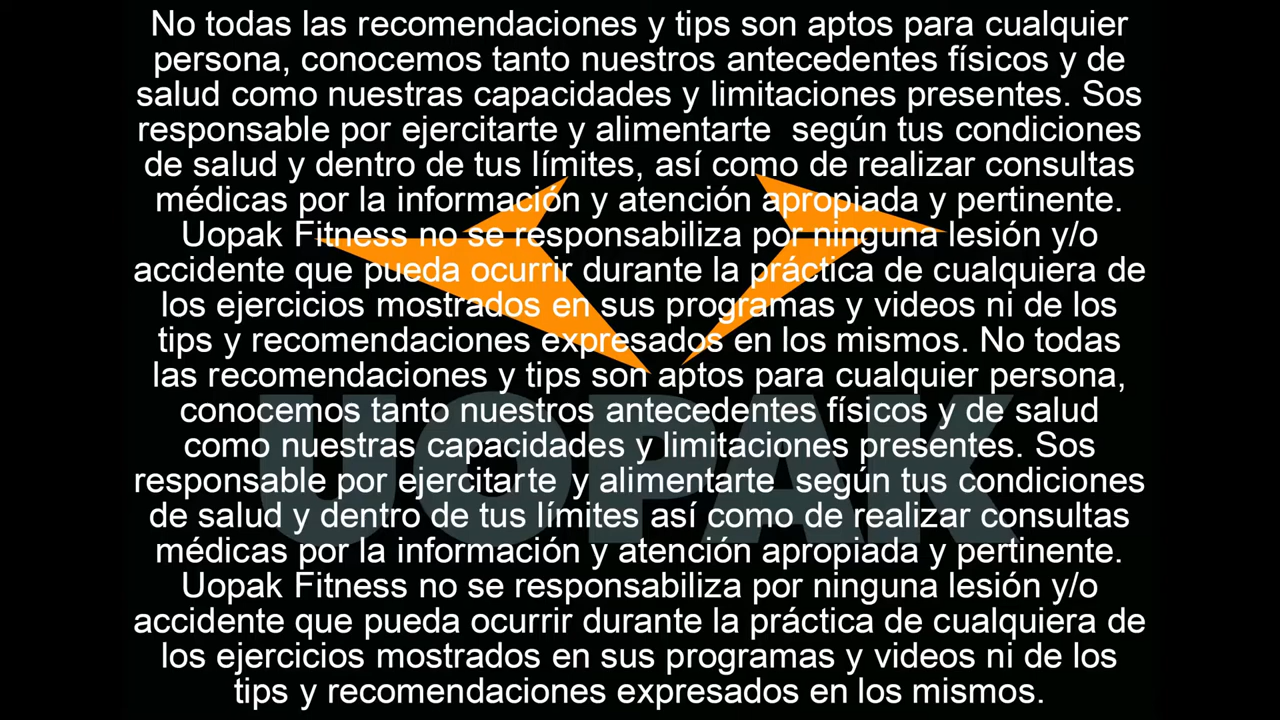 No todas las recomendaciones y tips son aptos para cualquier
persona, conocemos tanto nuestros antecedentes físicos y de
salud como nuestras capacidades y limitaciones presentes. Sos
responsable por ejercitarte y alimentarte  según tus condiciones
de salud y dentro de tus límites, así como de realizar consultas
médicas por la información y atención apropiada y pertinente.
Uopak Fitness no se responsabiliza por ninguna lesión y/o
accidente que pueda ocurrir durante la práctica de cualquiera de
los ejercicios mostrados en sus programas y videos ni de los
tips y recomendaciones expresados en los mismos. No todas
las recomendaciones y tips son aptos para cualquier persona,
conocemos tanto nuestros antecedentes físicos y de salud
como nuestras capacidades y limitaciones presentes. Sos
responsable por ejercitarte y alimentarte  según tus condiciones
de salud y dentro de tus límites así como de realizar consultas
médicas por la información y atención apropiada y pertinente.
Uopak Fitness no se responsabiliza por ninguna lesión y/o
accidente que pueda ocurrir durante la práctica de cualquiera de
los ejercicios mostrados en sus programas y videos ni de los
tips y recomendaciones expresados en los mismos.
UOPAK